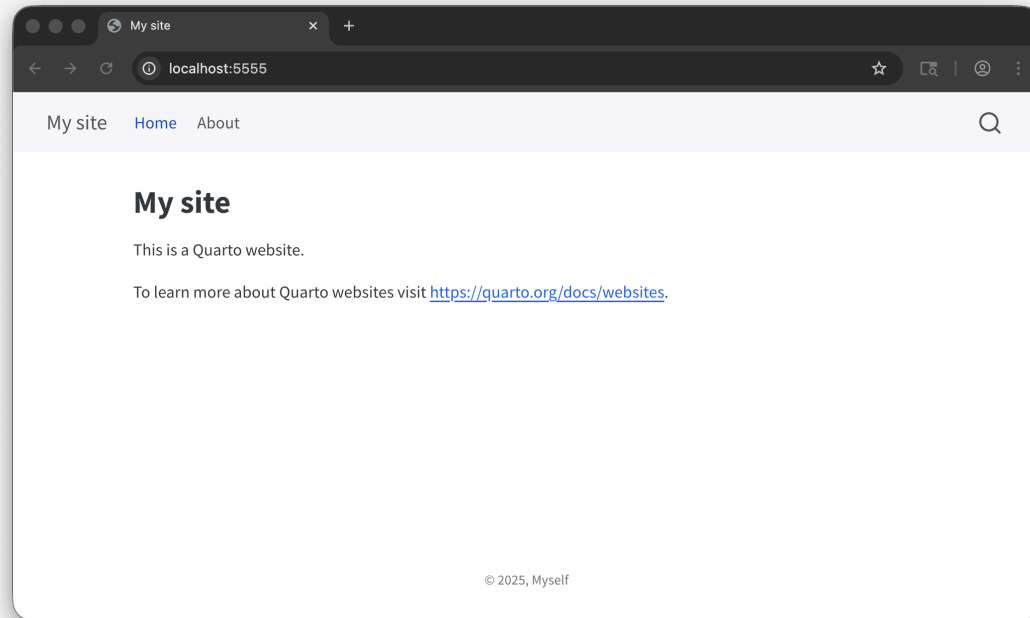 My site
localhost:5555
My site Home About
My site
This is a Quarto website.
To learn more about Quarto websites visit https://quarto.org/docs/websites.
© 2025, Myself